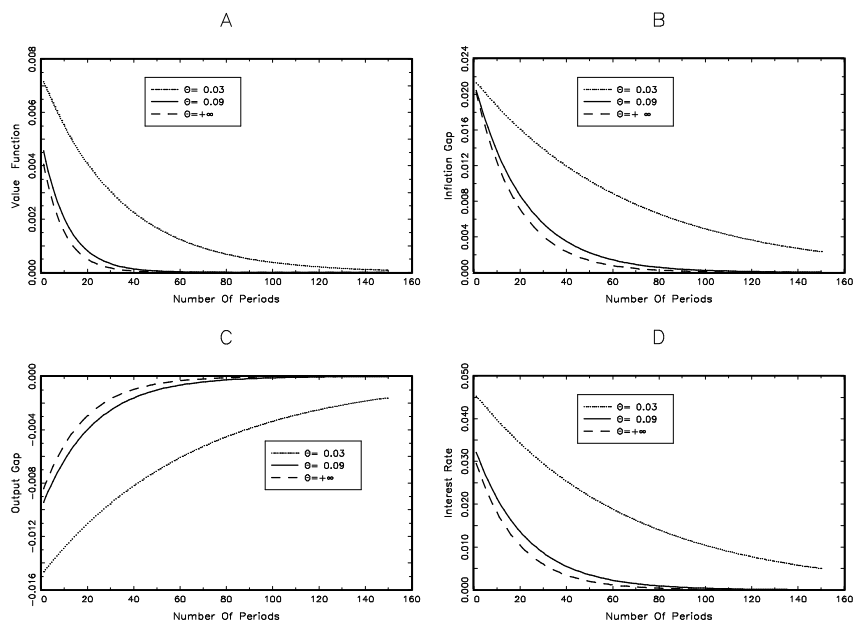 A
Value Function
0.000 0.002 0.004 0.006 0.008
Θ= 0.03
Θ= 0.09
Θ=+∞
0 20 40 60 80 100 120 140 160
Number Of Periods
B
Inflation Gap
0.000 0.004 0.008 0.012 0.016 0.020 0.024
Θ= 0.03
Θ= 0.09
Θ=+ ∞
0 20 40 60 80 100 120 140 160
Number Of Periods
C
Output Gap
-0.016 -0.012 -0.008 -0.004 -0.000
Θ= 0.03
Θ= 0.09
Θ=+∞
0 20 40 60 80 100 120 140 160
Number Of Periods
D
Interest Rate
0.000 0.010 0.020 0.030 0.040 0.050
Θ= 0.03
Θ= 0.09
Θ=+∞
0 20 40 60 80 100 120 140 160
Number Of Periods